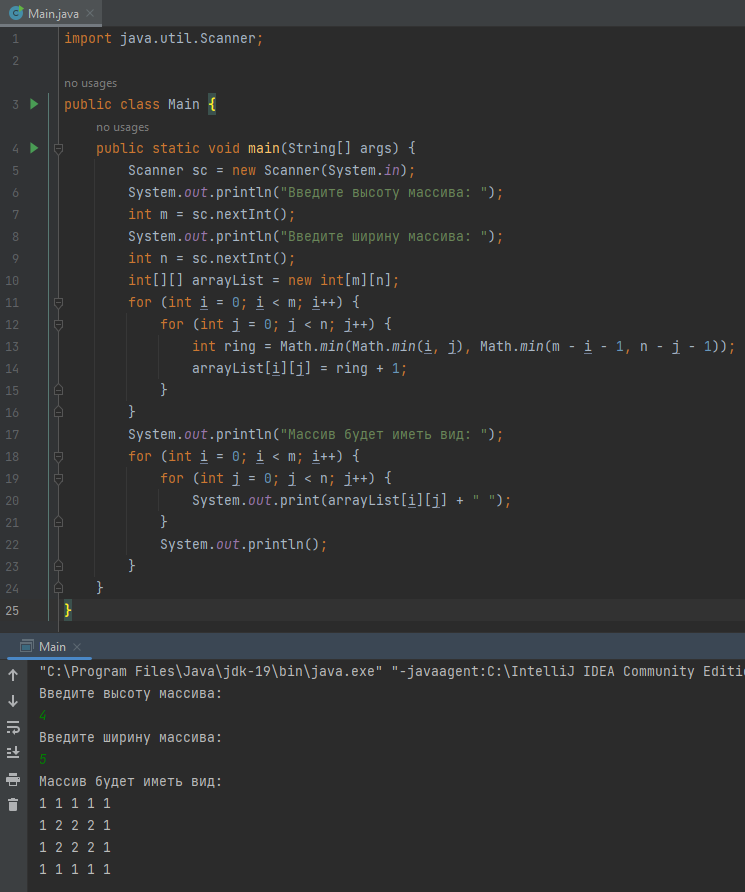 Main.java
1 import java.util.Scanner;
2
no usages
3 public class Main {
no usages
4 public static void main(String[] args) {
5 Scanner sc = new Scanner(System.in);
6 System.out.println("Введите высоту массива: ");
7 int m = sc.nextInt();
8 System.out.println("Введите ширину массива: ");
9 int n = sc.nextInt();
10 int[][] arrayList = new int[m][n];
11 for (int i = 0; i < m; i++) {
12 for (int j = 0; j < n; j++) {
13 int ring = Math.min(Math.min(i, j), Math.min(m - i - 1, n - j - 1));
14 arrayList[i][j] = ring + 1;
15 }
16 }
17 System.out.println("Массив будет иметь вид: ");
18 for (int i = 0; i < m; i++) {
19 for (int j = 0; j < n; j++) {
20 System.out.print(arrayList[i][j] + " ");
21 }
22 System.out.println();
23 }
24 }
25 }
Main
"C:\Program Files\Java\jdk-19\bin\java.exe" "-javaagent:C:\IntelliJ IDEA Community Editio
Введите высоту массива:
4
Введите ширину массива:
5
Массив будет иметь вид:
1 1 1 1 1
1 2 2 2 1
1 2 2 2 1
1 1 1 1 1